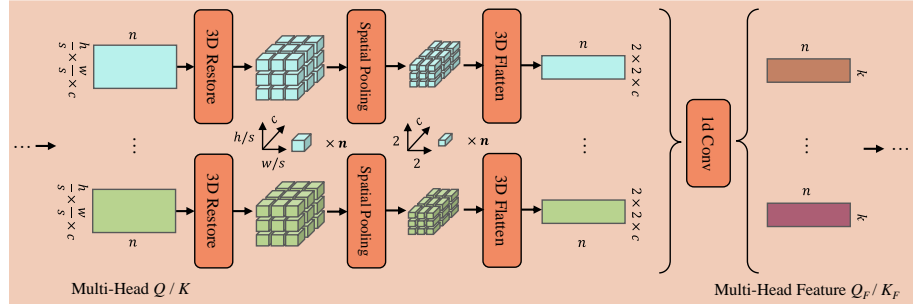 n
h/s × w/s × c
3D Restore
Spatial Pooling
3D Flatten
n
2 × 2 × c
n
k
c
h/s
w/s
× n
c
2
2
× n
1d Conv
··· 
⋮
⋮
⋮
···
h/s × w/s × c
n
3D Restore
Spatial Pooling
3D Flatten
n
2 × 2 × c
n
k
Multi-Head Q / K
Multi-Head Feature Q_F / K_F